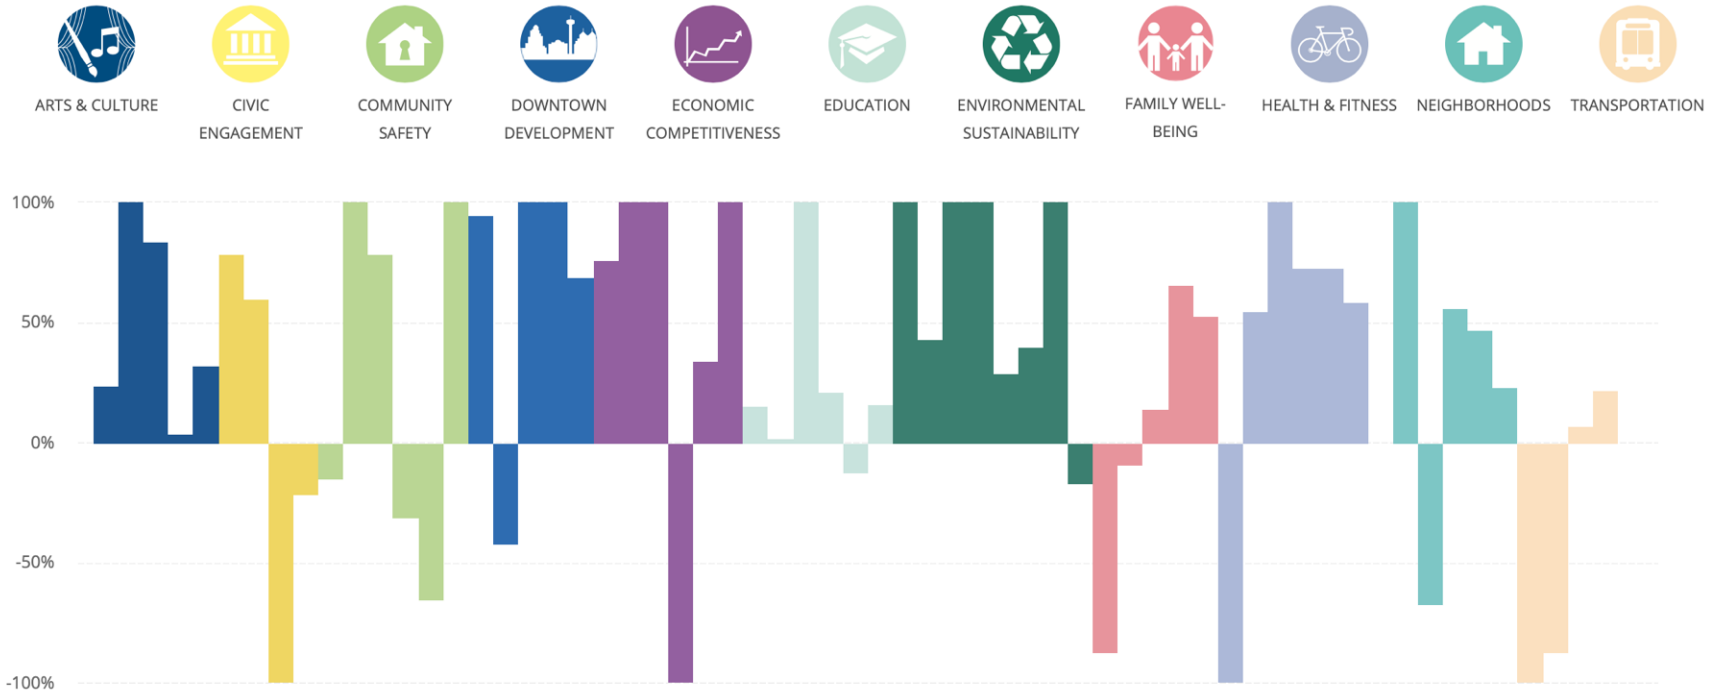 ARTS & CULTURE
CIVIC
ENGAGEMENT
COMMUNITY
SAFETY
DOWNTOWN
DEVELOPMENT
ECONOMIC
COMPETITIVENESS
EDUCATION
ENVIRONMENTAL
SUSTAINABILITY
FAMILY WELL-
BEING
HEALTH & FITNESS
NEIGHBORHOODS
TRANSPORTATION
100%
50%
0%
-50%
-100%